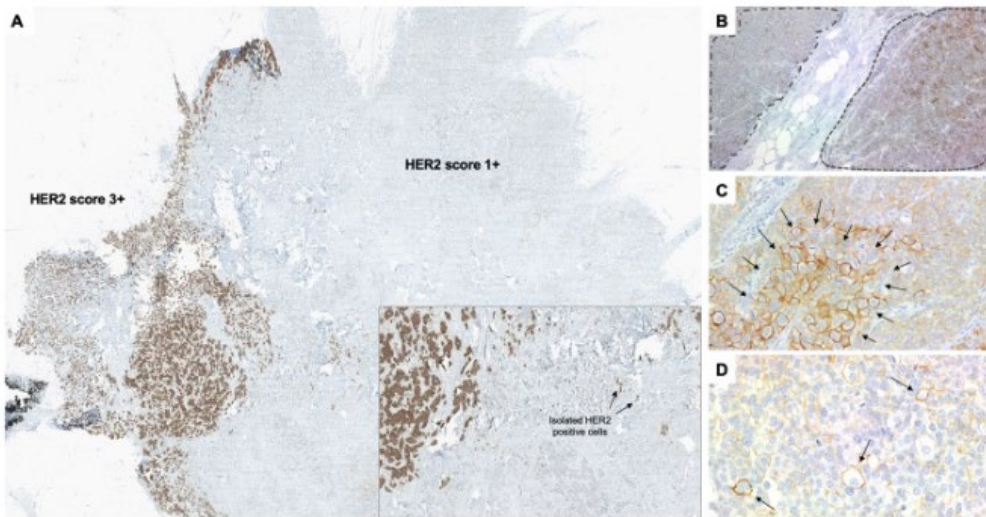 A
HER2 score 3+
HER2 score 1+
Isolated HER2
positive cells
B
C
D